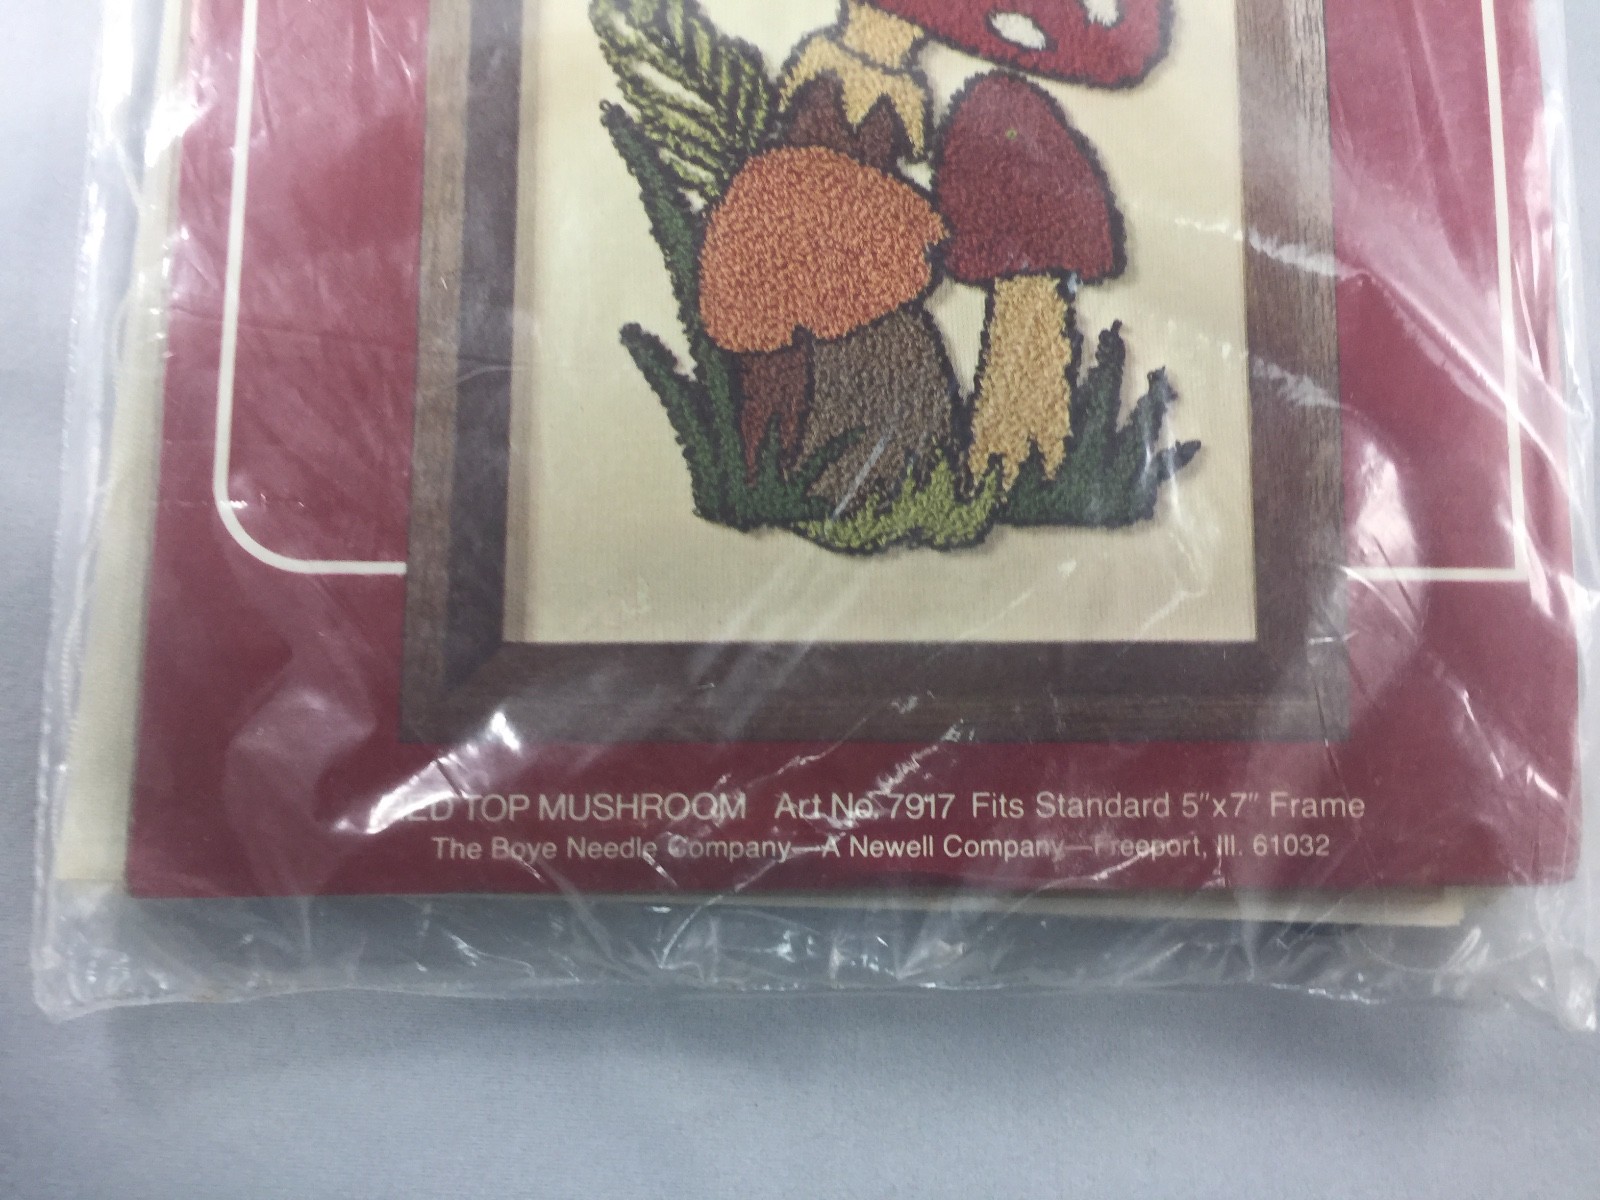 RED TOP MUSHROOM Art No. 7917 Fits Standard 5"x7" Frame
The Boye Needle Company—A Newell Company—Freeport, Ill. 61032